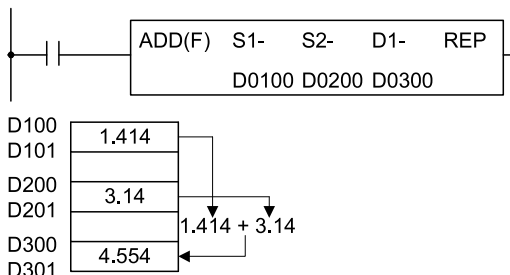 ADD(F) S1- S2- D1- REP
D0100 D0200 D0300
D100
D101
1.414
D200
D201
3.14
1.414 + 3.14
D300
D301
4.554